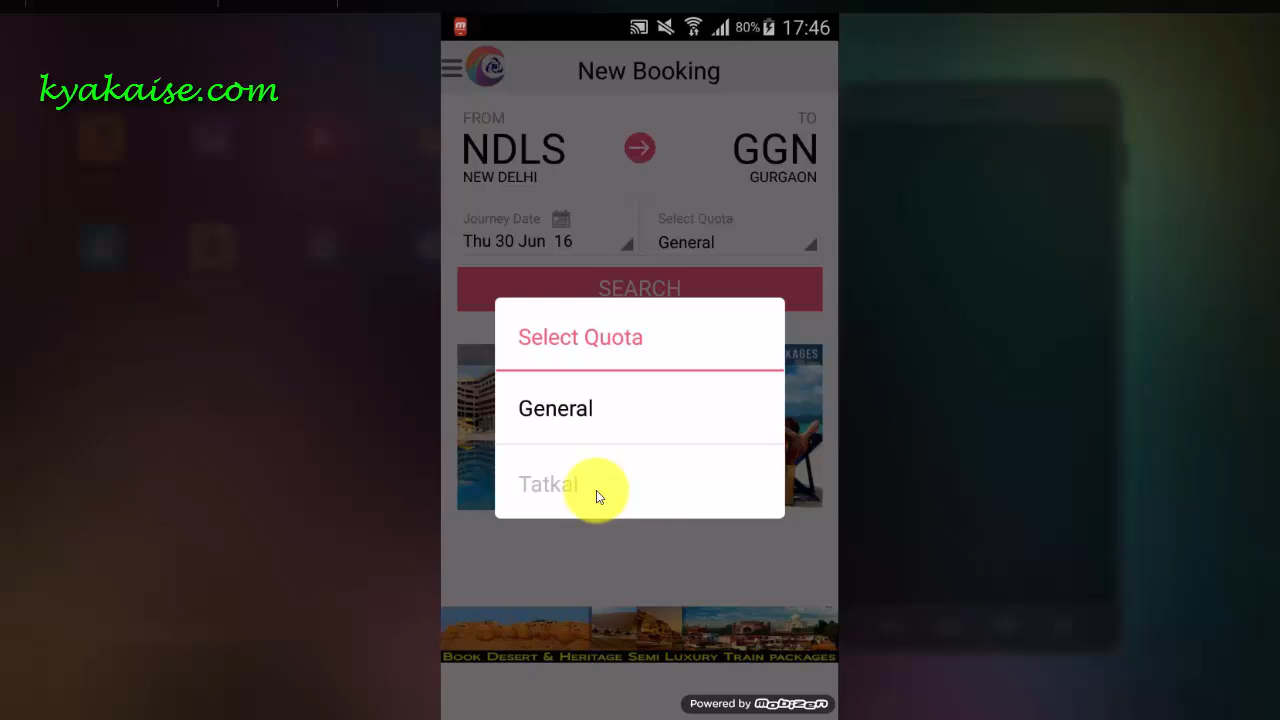 80% 17:46
kyakaise.com
New Booking
FROM TO
NDLS GGN
NEW DELHI GURGAON
Journey Date Select Quota
Thu 30 Jun 16 General
SEARCH
Select Quota
KAGES
General
Tatkal
BOOK DESERT & HERITAGE SEMI LUXURY TRAIN PACKAGES
Powered by mobizen